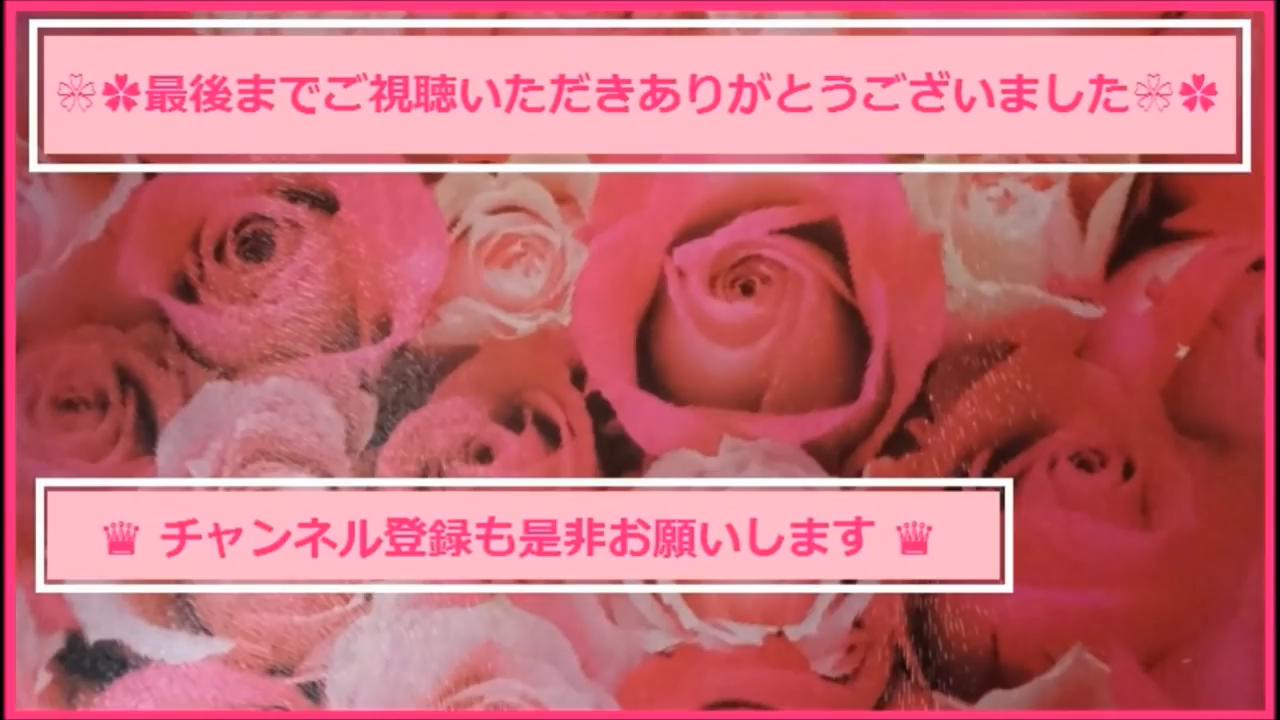 ❀✿最後までご視聴いただきありがとうございました❀✿
♛ チャンネル登録も是非お願いします ♛